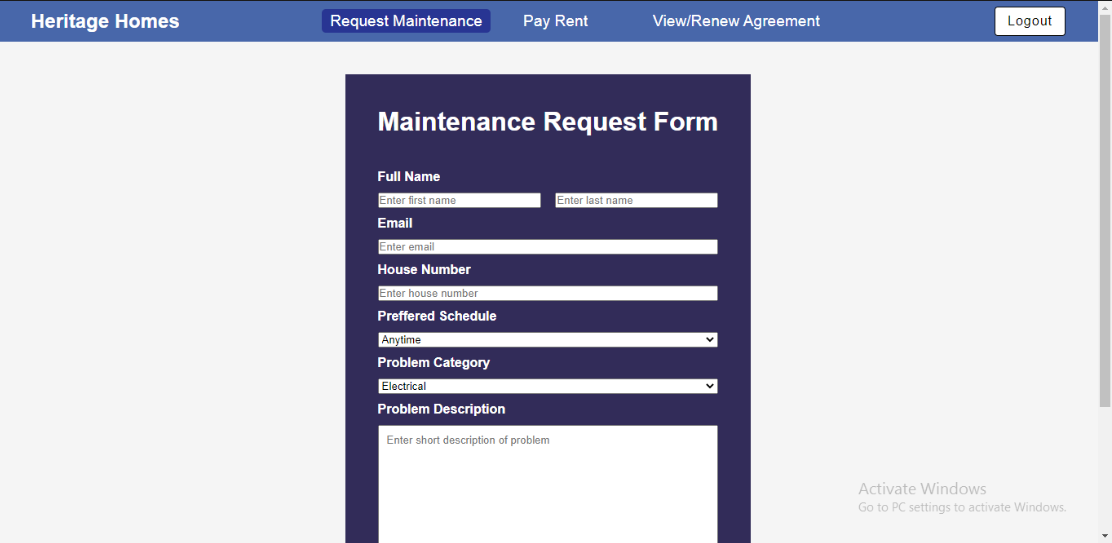 Heritage Homes Request Maintenance Pay Rent View/Renew Agreement Logout
Maintenance Request Form
Full Name
Enter first name Enter last name
Email
Enter email
House Number
Enter house number
Preffered Schedule
Anytime
Problem Category
Electrical
Problem Description
Enter short description of problem
Activate Windows
Go to PC settings to activate Windows.